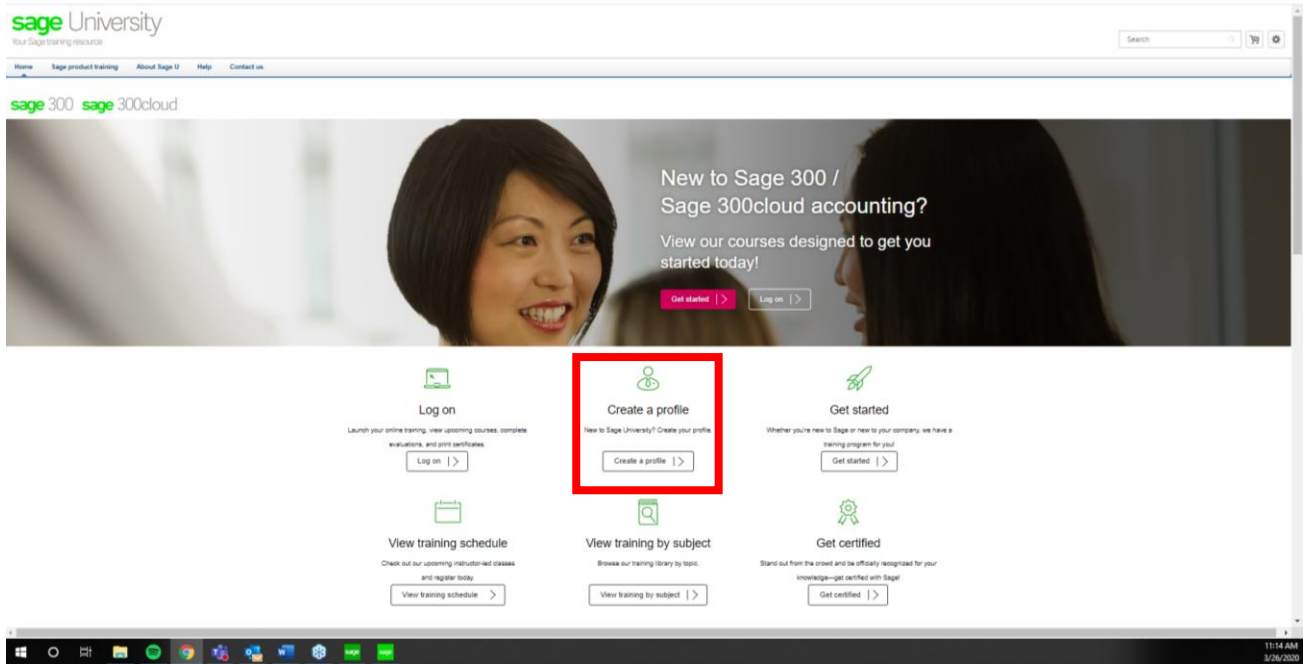 sage University
Your Sage training resource
Search
Home Sage product training About Sage U Help Contact us
sage 300 sage 300cloud
New to Sage 300 /
Sage 300cloud accounting?
View our courses designed to get you
started today!
Get started
Log on
Log on
Launch your online training, view upcoming courses, complete
evaluations, and print certificates.
Log on
Create a profile
New to Sage University? Create your profile.
Create a profile
Get started
Whether you're new to Sage or new to your company, we have a
training program for you!
Get started
View training schedule
Check out our upcoming instructor-led classes
and register today.
View training schedule
View training by subject
Browse our training library by topic.
View training by subject
Get certified
Stand out from the crowd and be officially recognized for your
knowledge—get certified with Sage!
Get certified
sage
sage
11:14 AM
3/26/2020